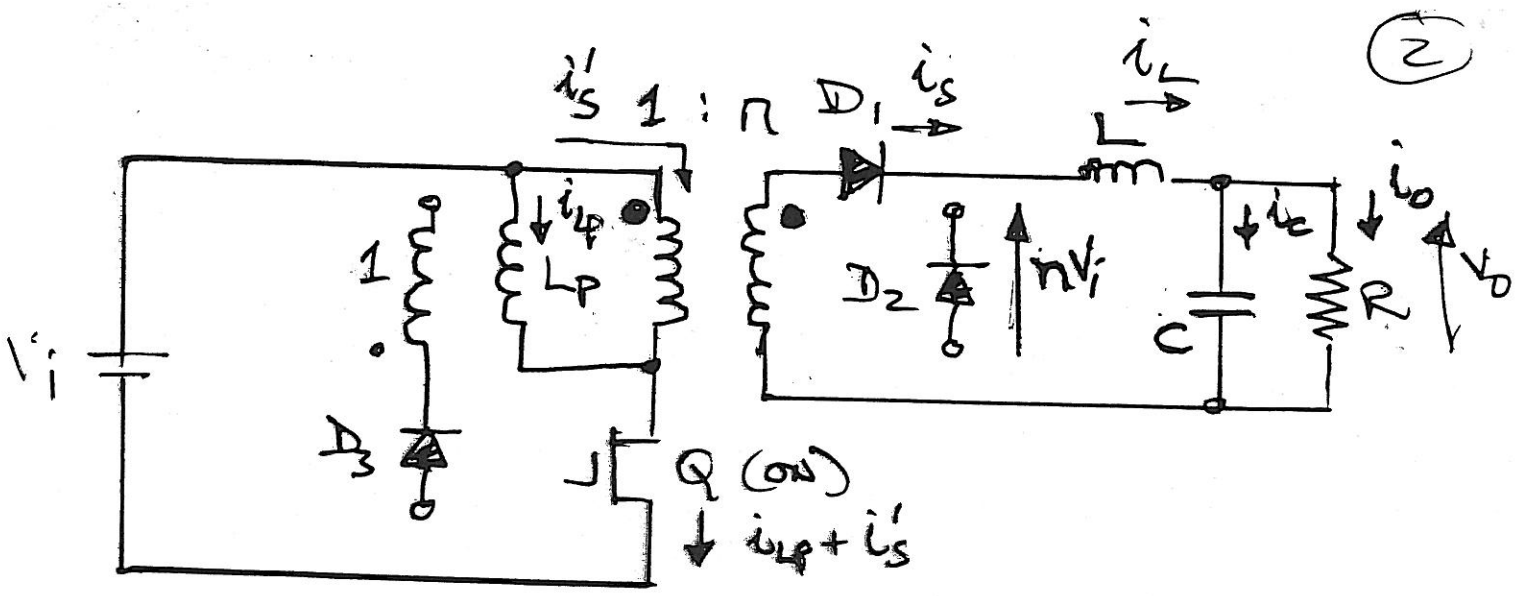 2
i's 1 : n D1 is iL
L
iLp io
1 Lp ic
D2 nVi Vo
Vi C R
D3 Q (ON)
iLp + i's